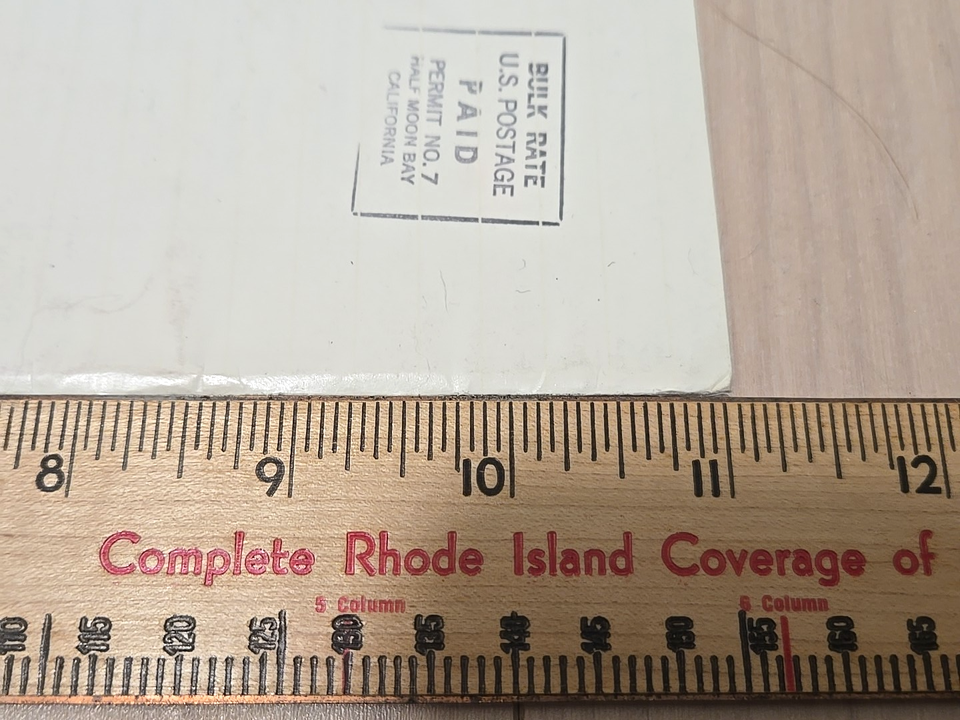 BULK RATE
U.S. POSTAGE
PAID
PERMIT NO. 7
HALF MOON BAY
CALIFORNIA
8 9 10 11 12
Complete Rhode Island Coverage of
5 Column 6 Column
110 115 120 125 130 135 140 145 150 155 160 165